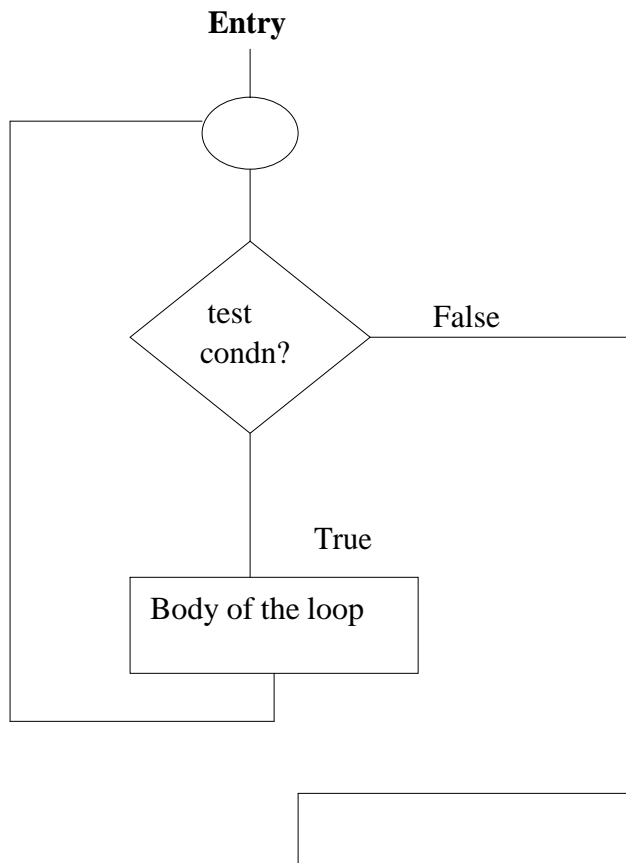 Entry
test
condn?
False
True
Body of the loop